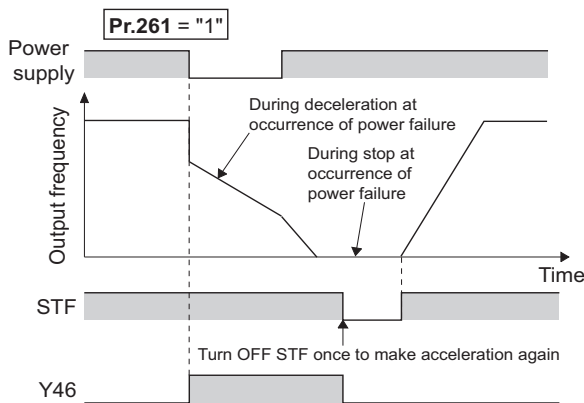 Pr.261 = "1"
Power
supply
During deceleration at
occurrence of power failure
During stop at
occurrence of
power failure
Output frequency
Time
STF
Turn OFF STF once to make acceleration again
Y46